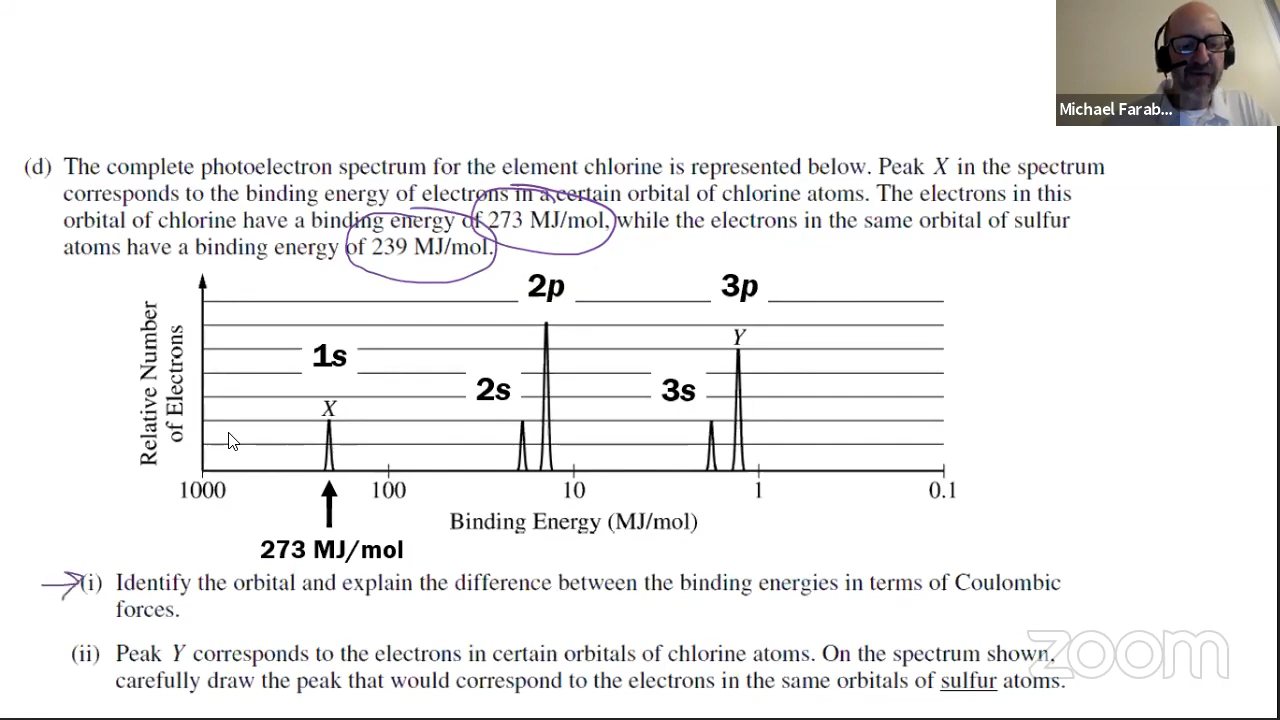 Michael Farab...
(d) The complete photoelectron spectrum for the element chlorine is represented below. Peak X in the spectrum
corresponds to the binding energy of electrons in a certain orbital of chlorine atoms. The electrons in this
orbital of chlorine have a binding energy of 273 MJ/mol, while the electrons in the same orbital of sulfur
atoms have a binding energy of 239 MJ/mol.
2p
3p
Y
1s
2s
3s
X
Relative Number
of Electrons
1000
100
10
1
0.1
Binding Energy (MJ/mol)
273 MJ/mol
(i) Identify the orbital and explain the difference between the binding energies in terms of Coulombic
forces.
(ii) Peak Y corresponds to the electrons in certain orbitals of chlorine atoms. On the spectrum shown,
carefully draw the peak that would correspond to the electrons in the same orbitals of sulfur atoms.
zoom